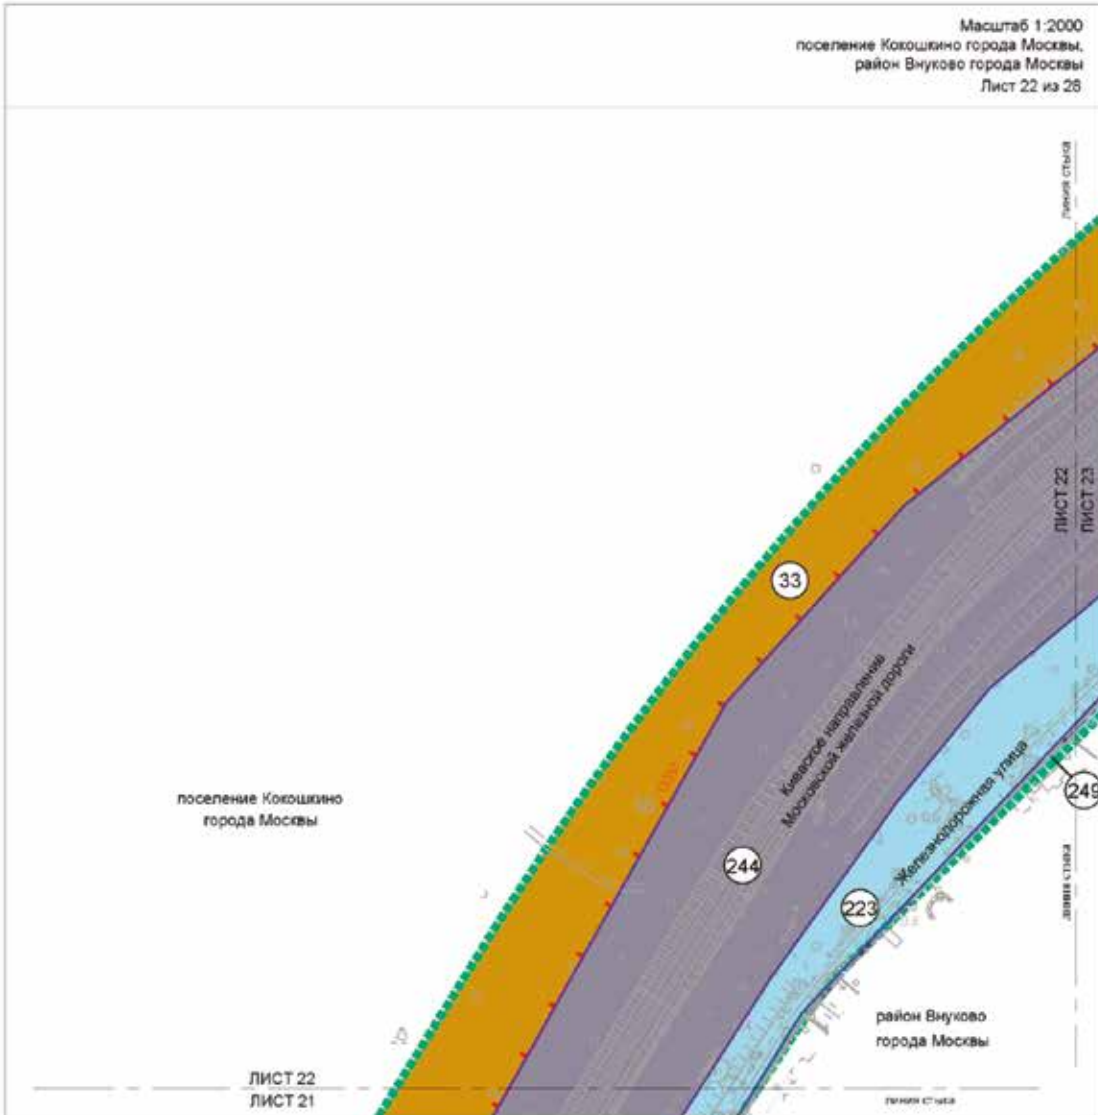 Масштаб 1:2000
поселение Кокошкино города Москвы,
район Внуково города Москвы
Лист 22 из 28
линия стыка
ЛИСТ 22
ЛИСТ 23
33
Киевское направление
Московской железной дороги
поселение Кокошкино
города Москвы
Железнодорожная улица
249
244
223
линия стыка
район Внуково
города Москвы
ЛИСТ 22
ЛИСТ 21
линия стыка